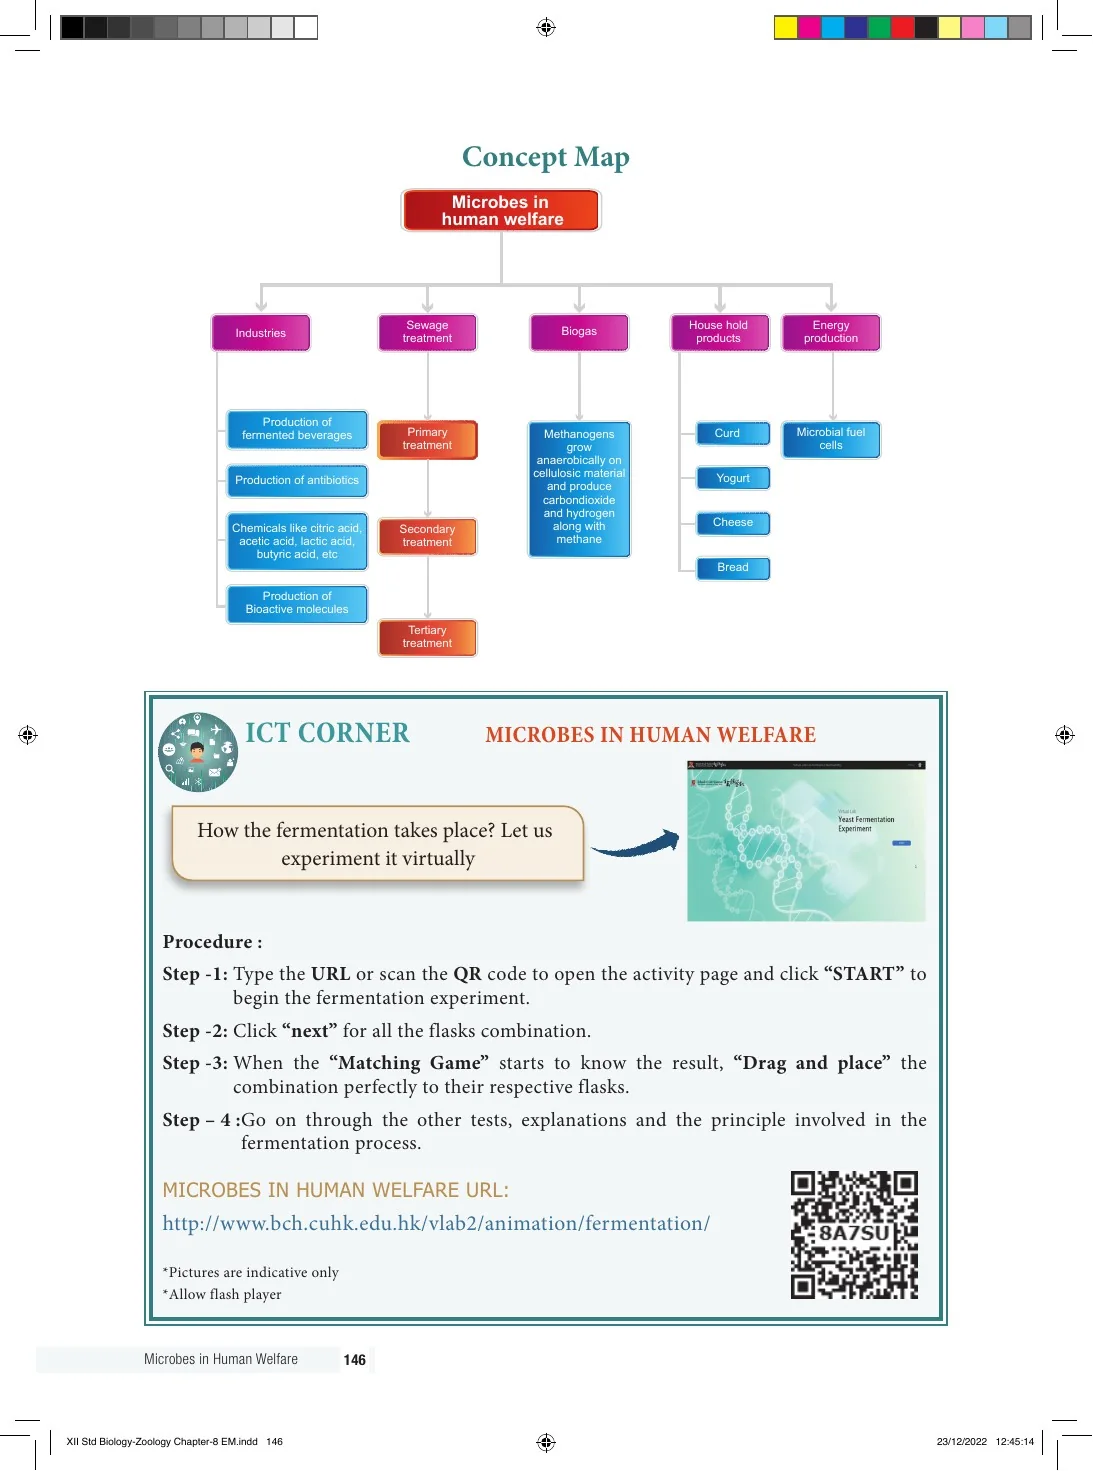 Concept Map
Microbes in
human welfare
Industries
Sewage
treatment
Biogas
House hold
products
Energy
production
Production of
fermented beverages
Production of antibiotics
Chemicals like citric acid,
acetic acid, lactic acid,
butyric acid, etc
Production of
Bioactive molecules
Primary
treatment
Secondary
treatment
Tertiary
treatment
Methanogens
grow
anaerobically on
cellulosic material
and produce
carbondioxide
and hydrogen
along with
methane
Curd
Yogurt
Cheese
Bread
Microbial fuel
cells
ICT CORNER
MICROBES IN HUMAN WELFARE
How the fermentation takes place? Let us
experiment it virtually
Virtual Lab
Yeast Fermentation
Experiment
Procedure :
Step -1: Type the URL or scan the QR code to open the activity page and click “START” to
begin the fermentation experiment.
Step -2: Click “next” for all the flasks combination.
Step -3: When the “Matching Game” starts to know the result, “Drag and place” the
combination perfectly to their respective flasks.
Step – 4 :Go on through the other tests, explanations and the principle involved in the
fermentation process.
MICROBES IN HUMAN WELFARE URL:
http://www.bch.cuhk.edu.hk/vlab2/animation/fermentation/
8A7SU
*Pictures are indicative only
*Allow flash player
Microbes in Human Welfare 146
XII Std Biology-Zoology Chapter-8 EM.indd 146
23/12/2022 12:45:14